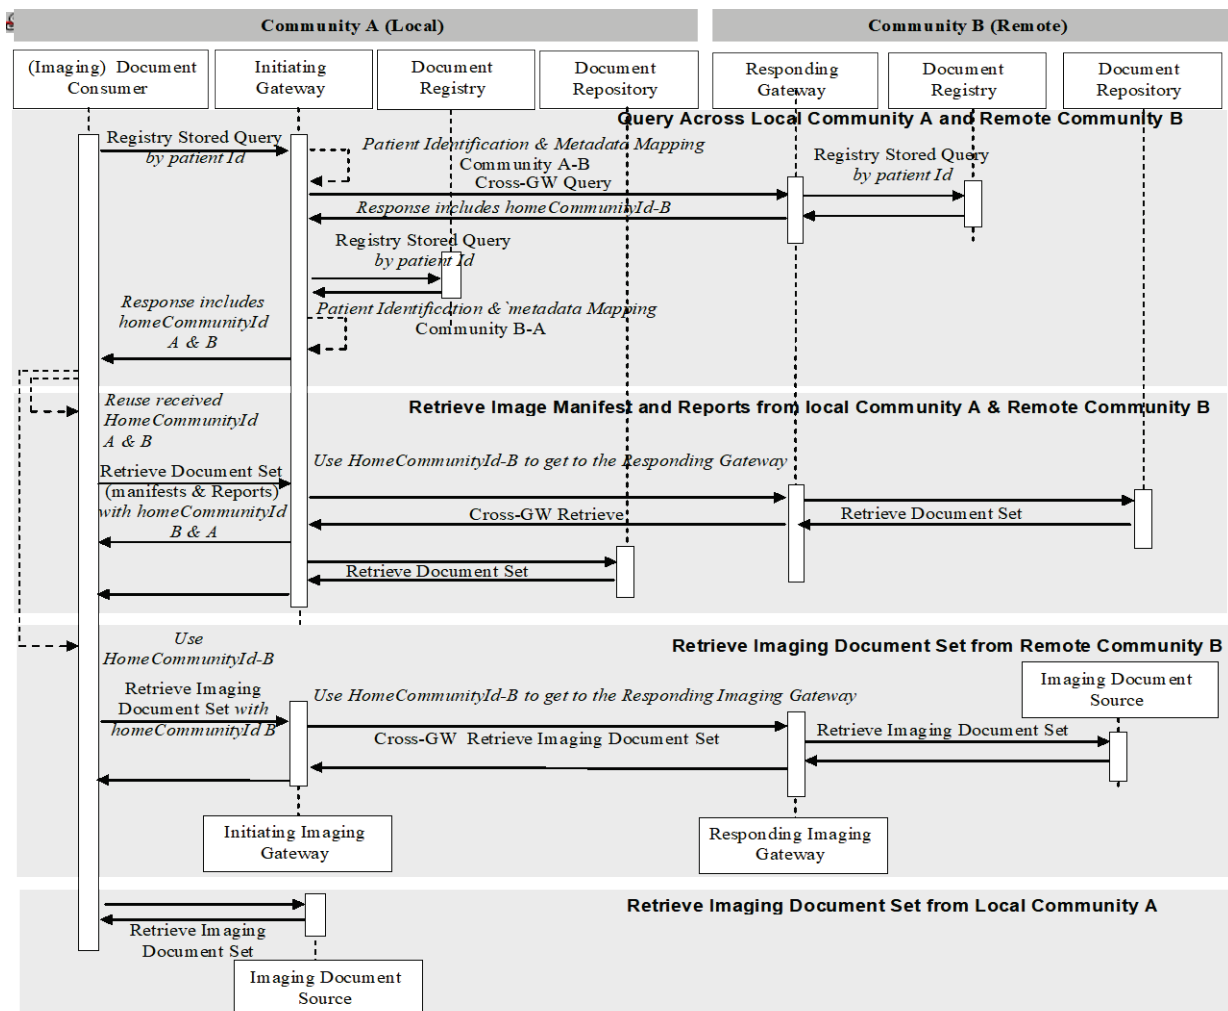 Community A (Local)
Community B (Remote)
(Imaging) Document
Consumer
Initiating
Gateway
Document
Registry
Document
Repository
Responding
Gateway
Document
Registry
Document
Repository
Query Across Local Community A and Remote Community B
Registry Stored Query
by patient Id
Patient Identification & Metadata Mapping
Community A-B
Cross-GW Query
Registry Stored Query
by patient Id
Response includes homeCommunityId-B
Registry Stored Query
by patient Id
Response includes
homeCommunityId
A & B
Patient Identification &`metadata Mapping
Community B-A
Retrieve Image Manifest and Reports from local Community A & Remote Community B
Reuse received
HomeCommunityId
A & B
Use HomeCommunityId-B to get to the Responding Gateway
Retrieve Document Set
(manifests & Reports)
with homeCommunityId
B & A
Cross-GW Retrieve
Retrieve Document Set
Retrieve Document Set
Retrieve Imaging Document Set from Remote Community B
Use
HomeCommunityId-B
Imaging Document
Source
Retrieve Imaging
Document Set with
homeCommunityId B
Use HomeCommunityId-B to get to the Responding Imaging Gateway
Cross-GW Retrieve Imaging Document Set
Retrieve Imaging Document Set
Initiating Imaging
Gateway
Responding Imaging
Gateway
Retrieve Imaging Document Set from Local Community A
Retrieve Imaging
Document Set
Imaging Document
Source